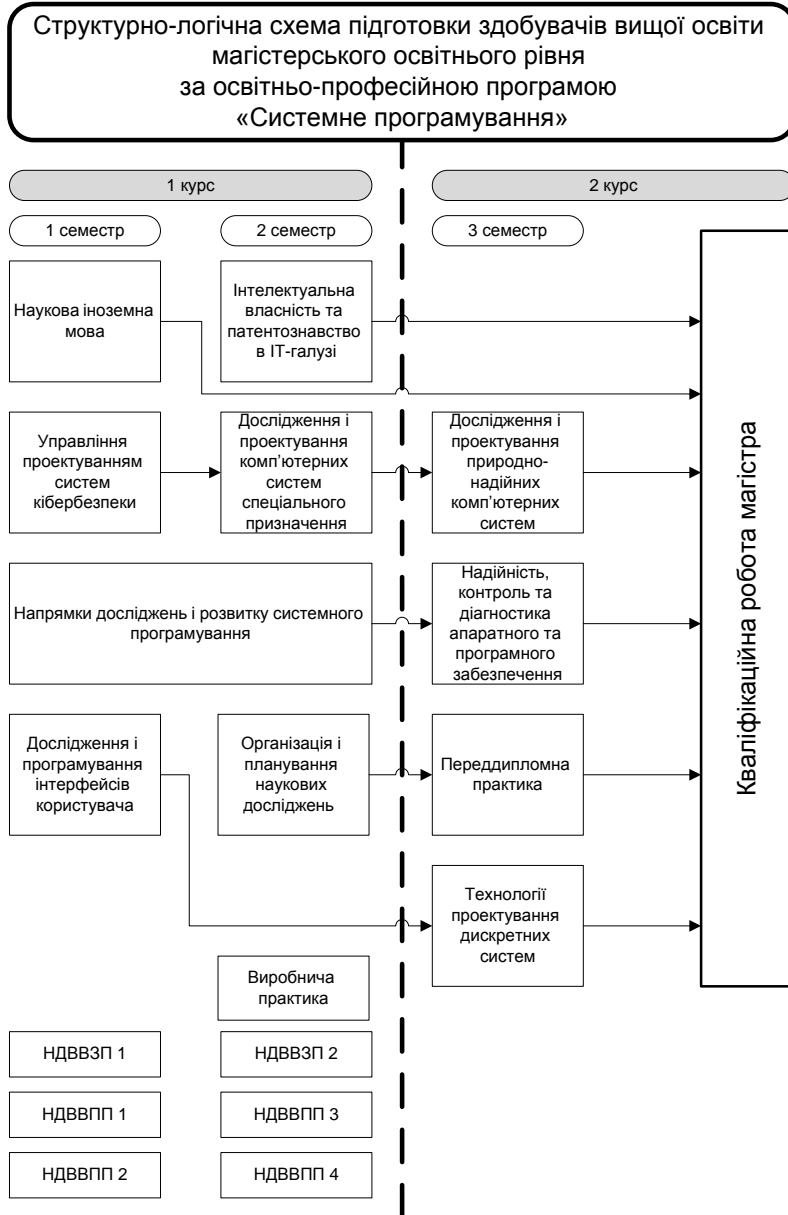 Структурно-логічна схема підготовки здобувачів вищої освіти
магістерського освітнього рівня
за освітньо-професійною програмою
«Системне програмування»
1 курс
2 курс
1 семестр
2 семестр
3 семестр
Наукова іноземна
мова
Інтелектуальна
власність та
патентознавство
в ІТ-галузі
Управління
проектуванням
систем
кібербезпеки
Дослідження і
проектування
комп’ютерних
систем
спеціального
призначення
Дослідження і
проектування
природно-
надійних
комп’ютерних
систем
Напрямки досліджень і розвитку системного
програмування
Надійність,
контроль та
діагностика
апаратного та
програмного
забезпечення
Дослідження і
програмування
інтерфейсів
користувача
Організація і
планування
наукових
досліджень
Переддипломна
практика
Технології
проектування
дискретних
систем
Кваліфікаційна робота магістра
Виробнича
практика
НДВВЗП 1
НДВВЗП 2
НДВВПП 1
НДВВПП 3
НДВВПП 2
НДВВПП 4